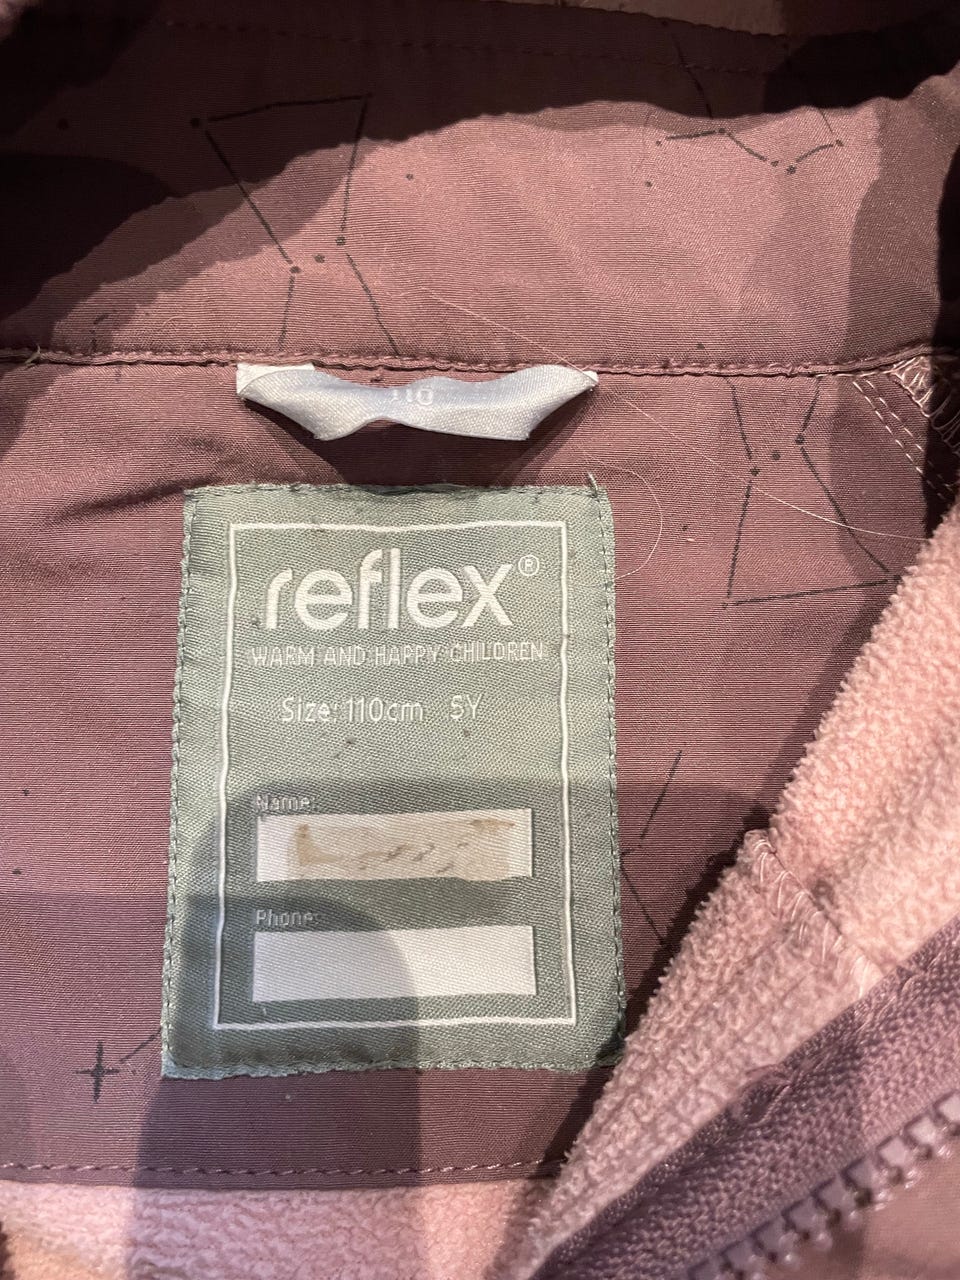 110
reflex®
WARM AND HAPPY CHILDREN
Size: 110cm 5Y
Name:
Phone: